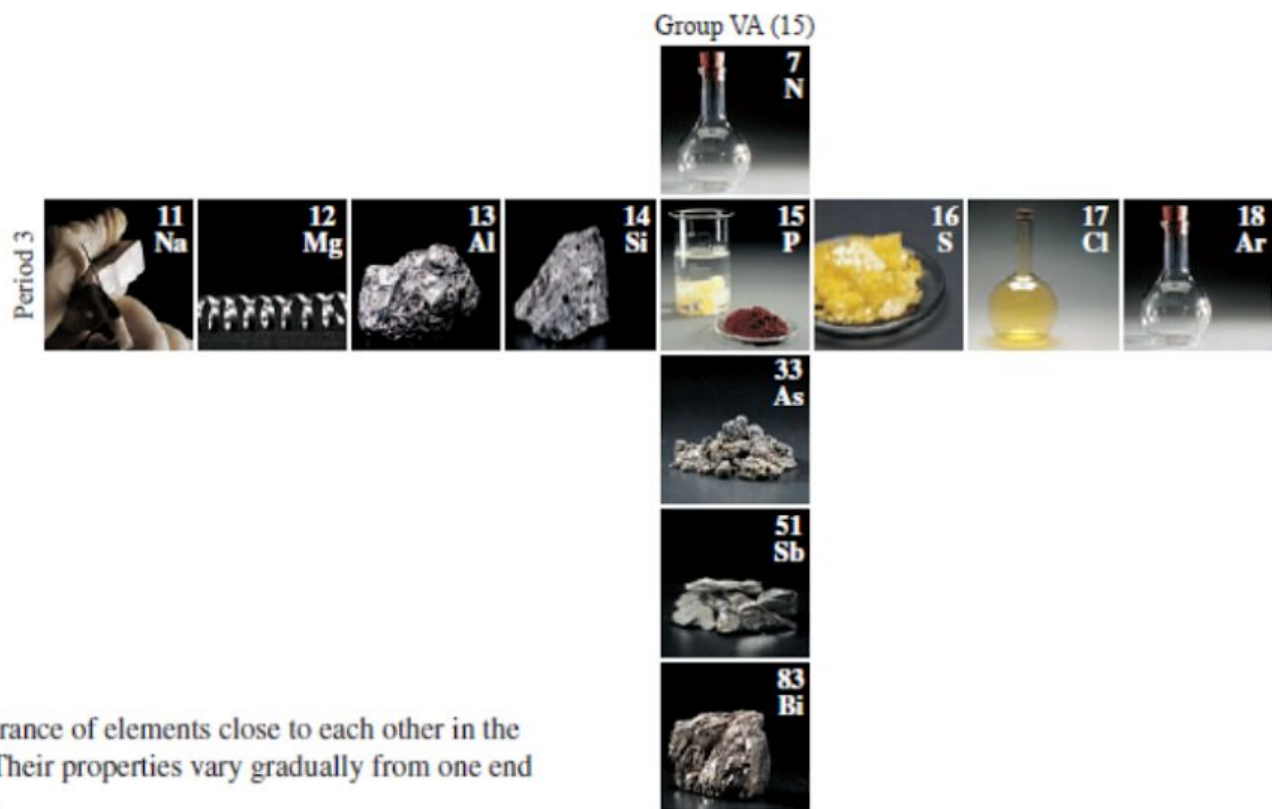 Group VA (15)
7
N
Period 3
11
Na
12
Mg
13
Al
14
Si
15
P
16
S
17
Cl
18
Ar
33
As
51
Sb
83
Bi
rance of elements close to each other in the
Their properties vary gradually from one end